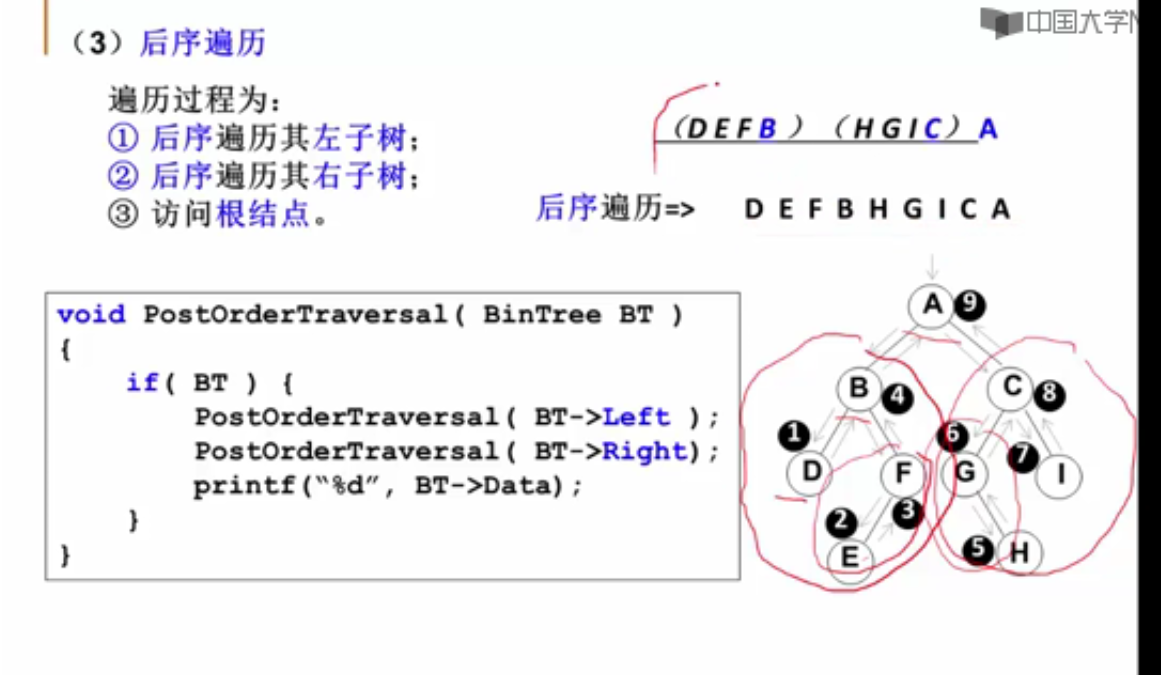 中国大学M
（3）后序遍历
遍历过程为：
① 后序遍历其左子树；
② 后序遍历其右子树；
③ 访问根结点。
（D E F B ）（H G I C）A
后序遍历=> D E F B H G I C A
void PostOrderTraversal( BinTree BT )
{
if( BT ) {
PostOrderTraversal( BT->Left );
PostOrderTraversal( BT->Right);
printf(“%d”, BT->Data);
}
}
A 9
B 4 C 8
1 6
D F G 7 I
2 3
E 5 H